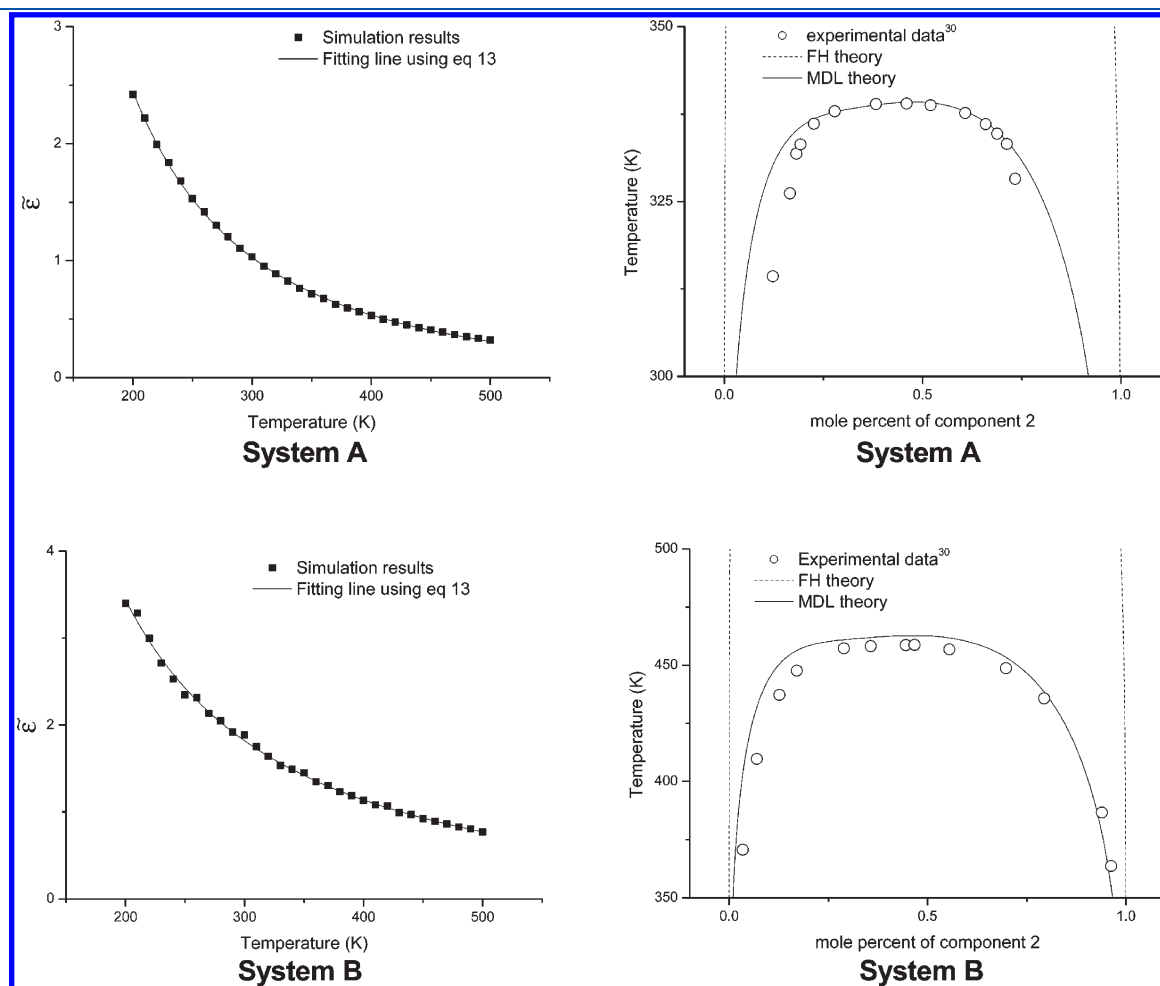 3
2
1
0
ε̃
Simulation results
Fitting line using eq 13
200
300
400
500
Temperature (K)
System A
350
325
300
Temperature (K)
experimental data³⁰
FH theory
MDL theory
0.0
0.5
1.0
mole percent of component 2
System A
4
2
0
ε̃
Simulation results
Fitting line using eq 13
200
300
400
500
Temperature (K)
System B
500
450
400
350
Temperature (K)
Experimental data³⁰
FH theory
MDL theory
0.0
0.5
1.0
mole percent of component 2
System B